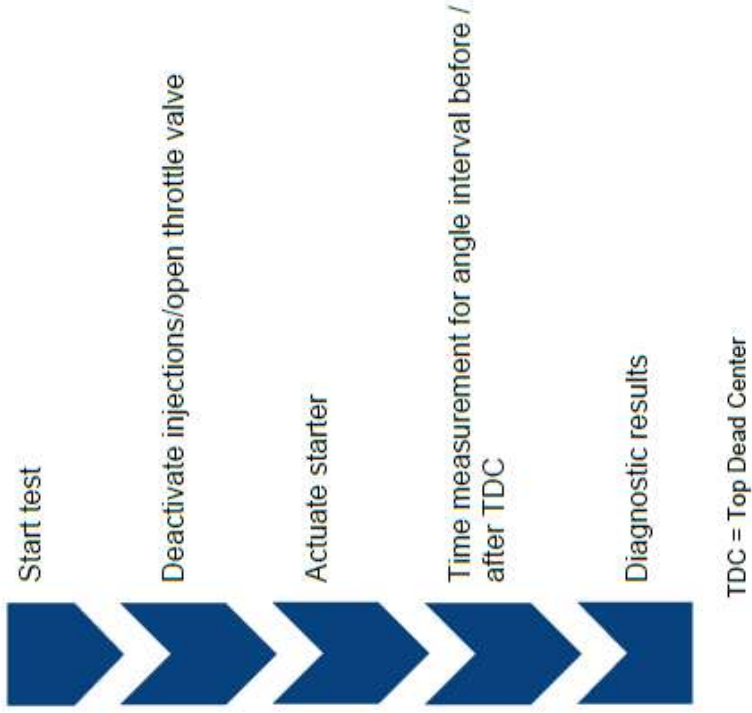 Start test
Deactivate injections/open throttle valve
Actuate starter
Time measurement for angle interval before /
after TDC
Diagnostic results
TDC = Top Dead Center